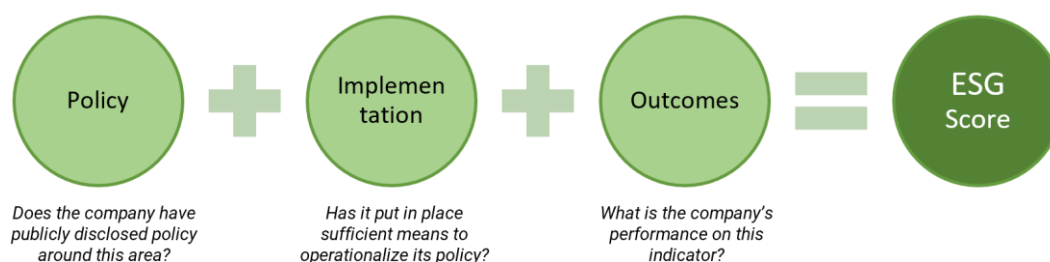 Policy
Implemen
tation
Outcomes
ESG
Score
Does the company have
publicly disclosed policy
around this area?
Has it put in place
sufficient means to
operationalize its policy?
What is the company's
performance on this
indicator?